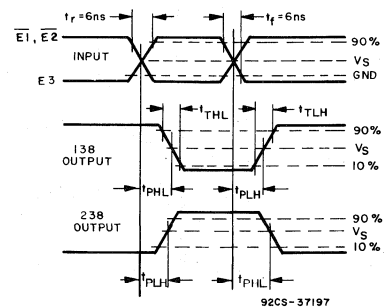 tr=6ns
tf=6ns
E1, E2
INPUT
E3
90%
VS
GND
tTHL
tTLH
138
OUTPUT
90%
VS
10%
tPHL
tPLH
238
OUTPUT
90%
VS
10%
tPLH
tPHL
92CS-37197